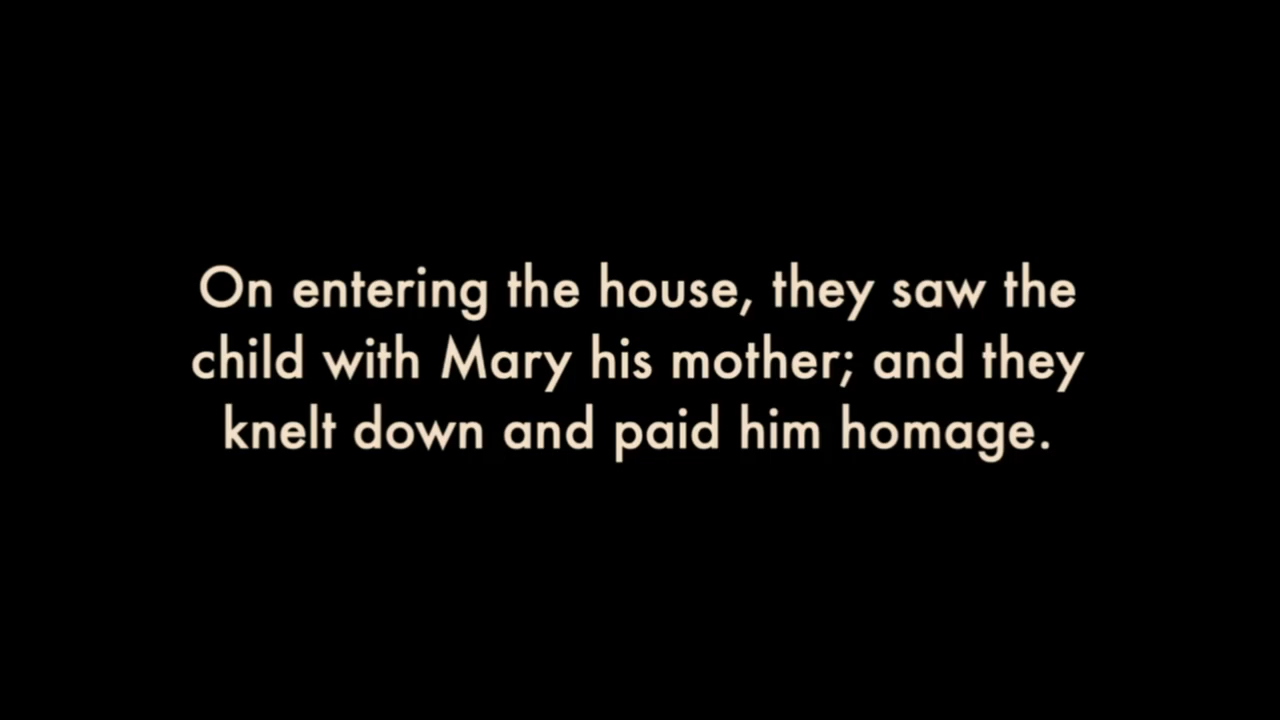 On entering the house, they saw the
child with Mary his mother; and they
knelt down and paid him homage.